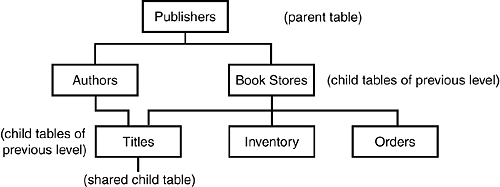 Publishers
(parent table)
Authors
Book Stores
(child tables of previous level)
(child tables of
previous level)
Titles
Inventory
Orders
(shared child table)